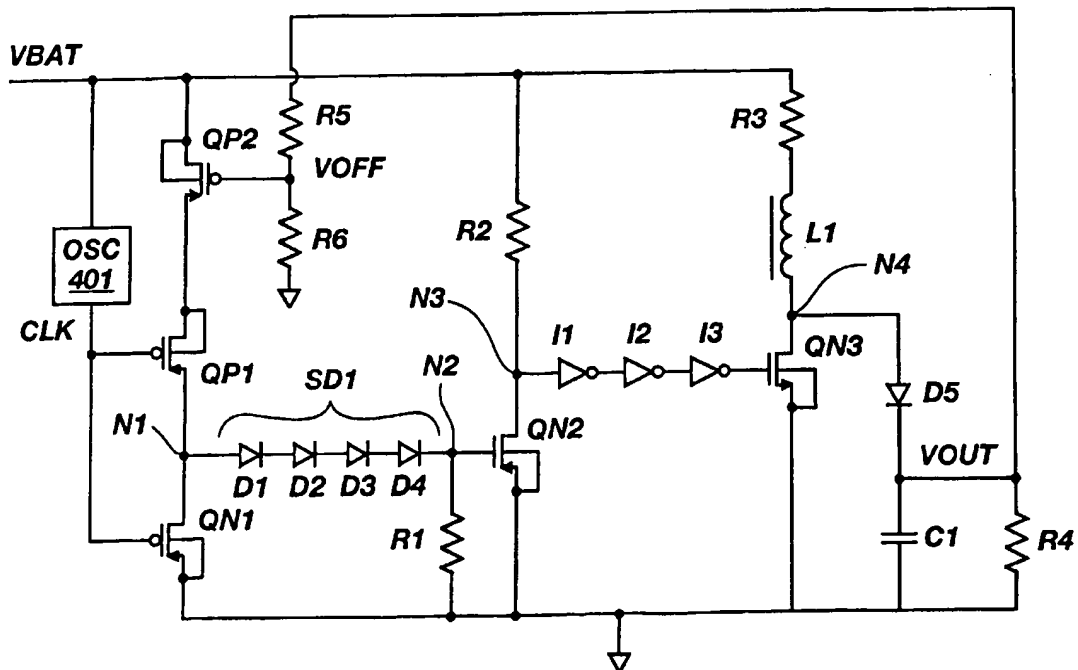 VBAT
R5
R3
QP2
VOFF
R6
R2
L1
OSC
401
N4
N3
CLK
I1
I2
I3
QN3
QP1
SD1
N2
D5
N1
QN2
VOUT
D1
D2
D3
D4
QN1
R1
C1
R4